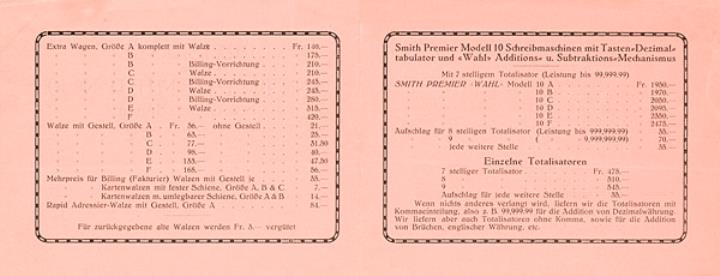 Extra Wagen, Größe A komplett mit Walze . . . . . . . Fr. 140.—
" " " B " " " . . . . . . . " 175.—
" " " B " " Billing-Vorrichtung . . . " 210.—
" " " C " " Walze . . . . . . . " 210.—
" " " C " " Billing-Vorrichtung . . . " 245.—
" " " D " " Walze . . . . . . . " 245.—
" " " D " " Billing-Vorrichtung . . . " 280.—
" " " E " " Walze . . . . . . . " 315.—
" " " F " " " . . . . . . . " 420.—
Walze mit Gestell, Größe A . Fr. 56.— ohne Gestell . . . " 21.—
" " " " B . " 63.— " " . . . " 25.—
" " " " C . " 77.— " " . . . " 31.50
" " " " D . " 98.— " " . . . " 40.—
" " " " E . " 133.— " " . . . " 47.50
" " " " F . " 168.— " " . . . " 56.—
Mehrpreis für Billing (Fakturier) Walzen mit Gestell je . . . " 35.—
" " Kartenwalzen mit fester Schiene, Größe A, B & C " 7.—
" " Kartenwalzen m. umlegbarer Schiene, Größe A & B " 14.—
Rapid Adressier-Walze mit Gestell, Größe A . . . . . . . " 84.—
Für zurückgegebene alte Walzen werden Fr. 3.— vergütet
Smith Premier Modell 10 Schreibmaschinen mit Tasten-Dezimal-
tabulator und «Wahl» Additions- u. Subtraktions-Mechanismus
Mit 7 stelligem Totalisator (Leistung bis 99,999.99)
SMITH PREMIER «WAHL» Modell 10 A . . . . . . Fr. 1950.—
" " " " 10 B . . . . . . " 1970.—
" " " " 10 C . . . . . . " 2050.—
" " " " 10 D . . . . . . " 2095.—
" " " " 10 E . . . . . . " 2350.—
" " " " 10 F . . . . . . " 2475.—
Aufschlag für 8 stelligen Totalisator (Leistung bis 999,999.99) " 35.—
" " 9 " " ( " " 9,999,999.99) " 70.—
" " jede weitere Stelle . . . . . . " 35.—
Einzelne Totalisatoren
7 stelliger Totalisator . . . . . . Fr. 475.—
8 " " . . . . . . " 510.—
9 " " . . . . . . " 545.—
Aufschlag für jede weitere Stelle . . . " 35.—
Wenn nichts anderes verlangt wird, liefern wir die Totalisatoren mit
Kommaeinteilung, also z. B. 99,999.99 für die Addition von Dezimalwährung.
Wir liefern aber auch Totalisatoren ohne Komma, sowie für die Addition
von Brüchen, englischer Währung, etc.